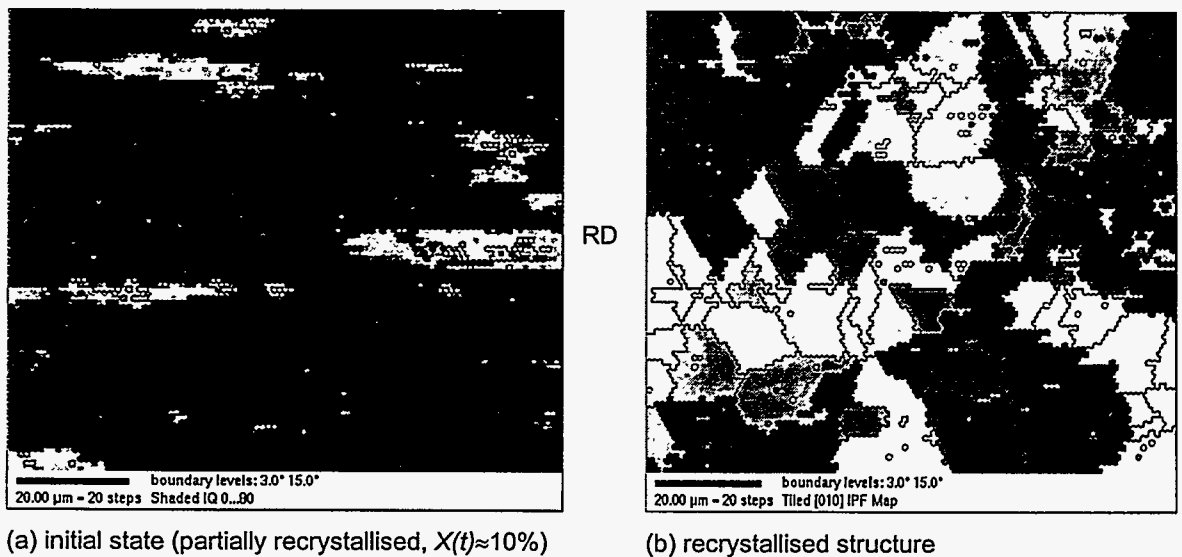 RD
boundary levels: 3.0° 15.0°
20.00 µm = 20 steps Shaded IQ 0...80
boundary levels: 3.0° 15.0°
20.00 µm = 20 steps Tiled [010] IPF Map
(a) initial state (partially recrystallised, X(t)≈10%)
(b) recrystallised structure